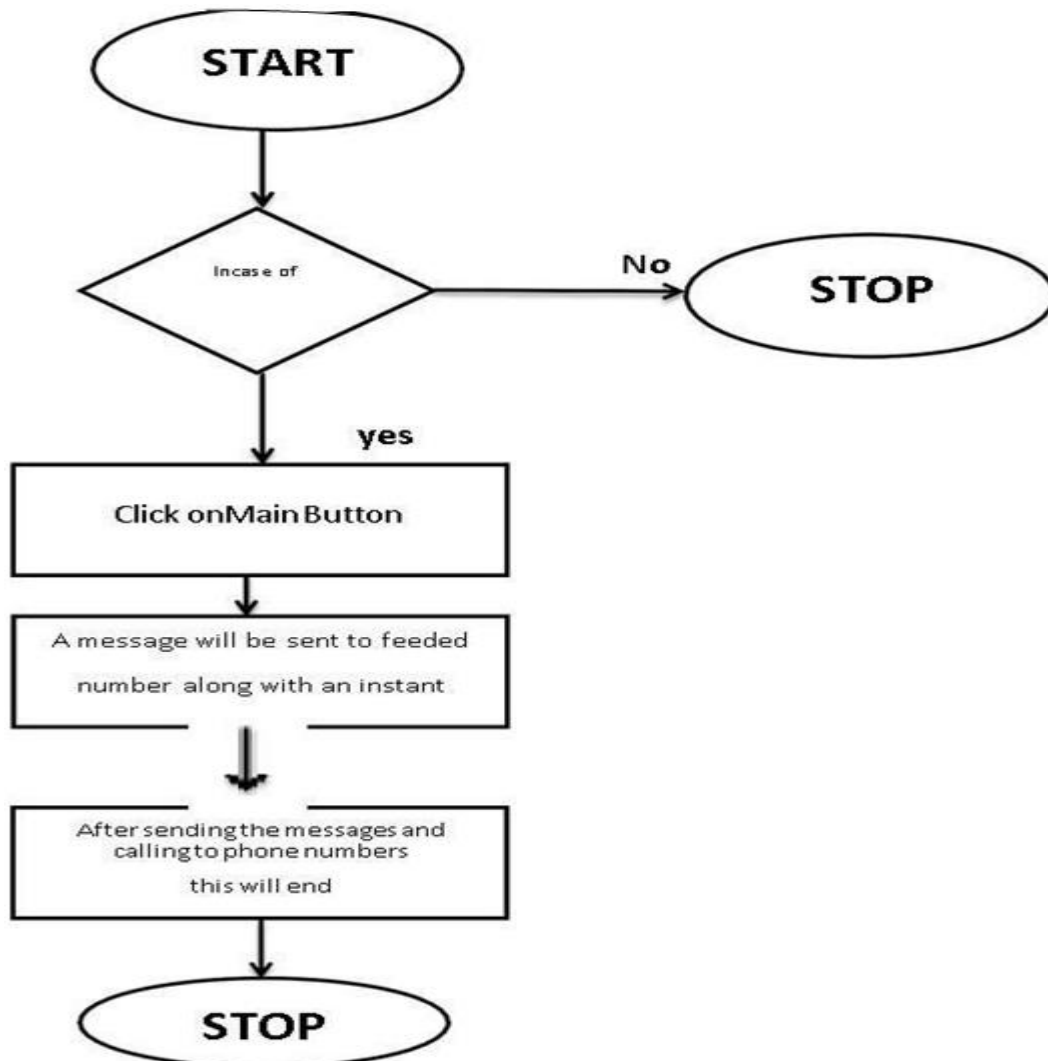 START
Incase of
No
STOP
yes
Click onMain Button
A message will be sent to feeded
number along with an instant
After sending the messages and
calling to phone numbers
this will end
STOP